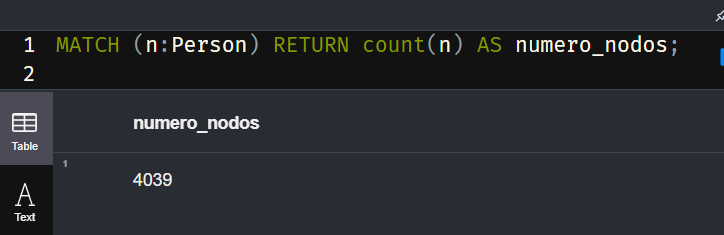 1 MATCH (n:Person) RETURN count(n) AS numero_nodos;
2
Table
numero_nodos
1
4039
A
Text